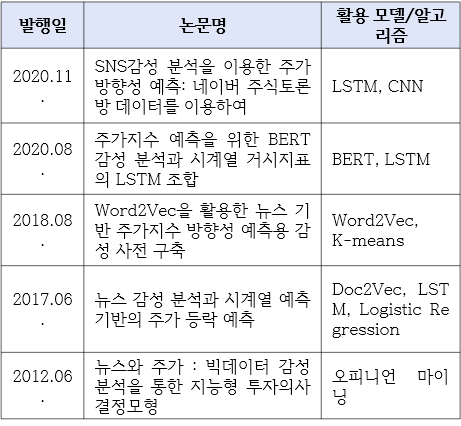 발행일
논문명
활용 모델/알고
리즘
2020.11
.
SNS감성 분석을 이용한 주가
방향성 예측: 네이버 주식토론
방 데이터를 이용하여
LSTM, CNN
2020.08
.
주가지수 예측을 위한 BERT
감성 분석과 시계열 거시지표
의 LSTM 조합
BERT, LSTM
2018.08
.
Word2Vec을 활용한 뉴스 기
반 주가지수 방향성 예측용 감
성 사전 구축
Word2Vec,
K-means
2017.06
.
뉴스 감성 분석과 시계열 예측
기반의 주가 등락 예측
Doc2Vec, LST
M, Logistic Re
gression
2012.06
.
뉴스와 주가 : 빅데이터 감성
분석을 통한 지능형 투자의사
결정모형
오피니언 마이
닝